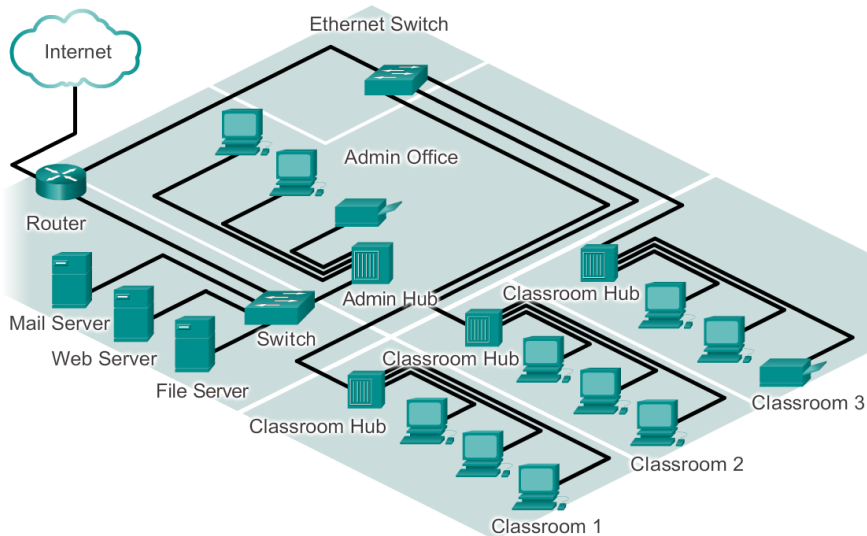 Ethernet Switch
Internet
Admin Office
Router
Admin Hub
Classroom Hub
Mail Server
Switch
Web Server
Classroom Hub
File Server
Classroom 3
Classroom Hub
Classroom 2
Classroom 1